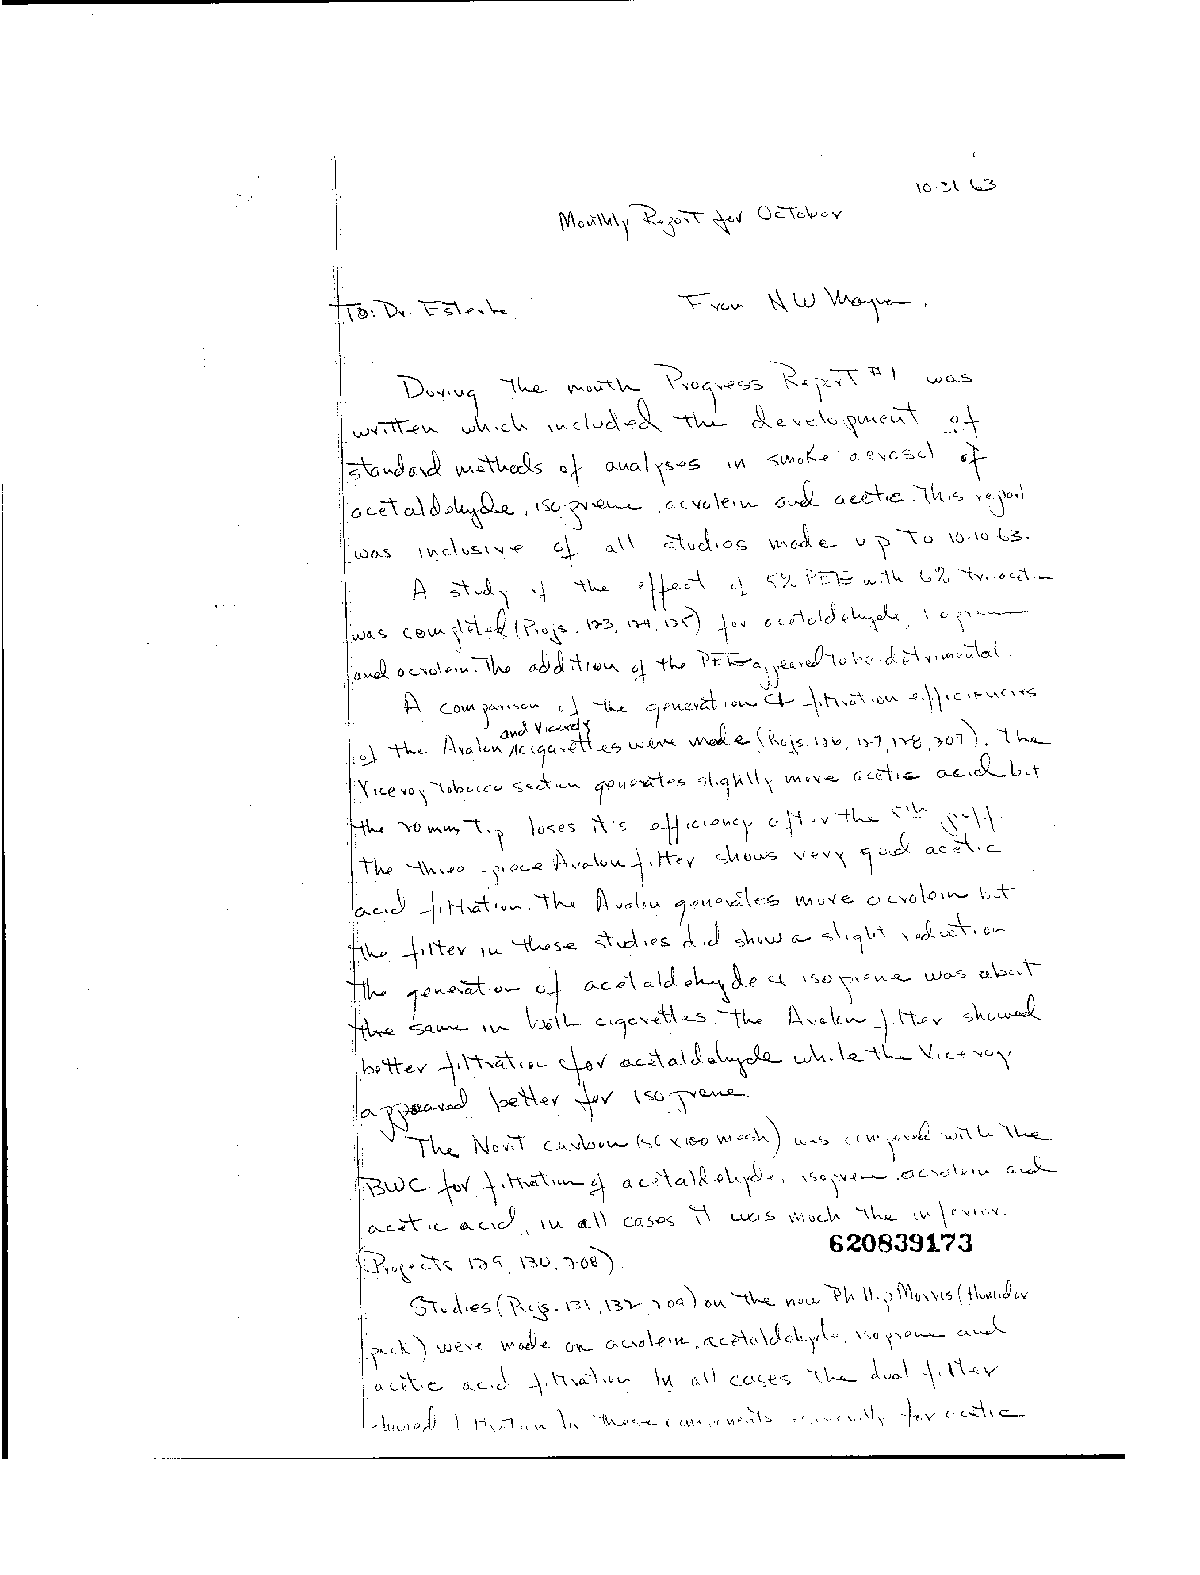 10-31 63
Monthly Report for October
To: Dr. Esterle From N W
During the month Progress Report #1 was
written which included the development of
standard methods of analyses in smoke aerosol of
acetaldehyde, isoprene, acrolein and acetic. This report
was inclusive of all studies made up to 10-10 63.
A study of the effect of 5% with 6% triacetin
was completed (Projs. 123, 124, 125) for acetaldehyde, isoprene
and acrolein. The addition of the appeared to be detrimental.
A comparison of the generation & filtration efficiencies
and Viceroy
of the Avalon cigarettes were made (Projs. 126, 127, 128, 307). The
Viceroy tobacco section generates slightly more acetic acid but
the 20 mm tip loses it's efficiency after the 5th puff.
The three-piece Avalon filter shows very good acetic
acid filtration. The Avalon generates more acrolein but
the filter in these studies did show a slight reduction
The generation of acetaldehyde & isoprene was about
the same in both cigarettes. The Avalon filter showed
better filtration for acetaldehyde while the Viceroy
appeared better for isoprene.
The Norit carbon x 100 mesh) was compared with the
BWC for filtration of acetaldehyde, isoprene, acrolein and
acetic acid, in all cases it was much the inferior.
620839173
(Projects 129, 130, 208).
Studies (Projs. 131, 132, 209) on the new Phillip Morris (Humidor
pack) were made on acrolein, acetaldehyde, isoprene and
acetic acid filtration. In all cases the dual filter
showed filtration to these components especially for acetic